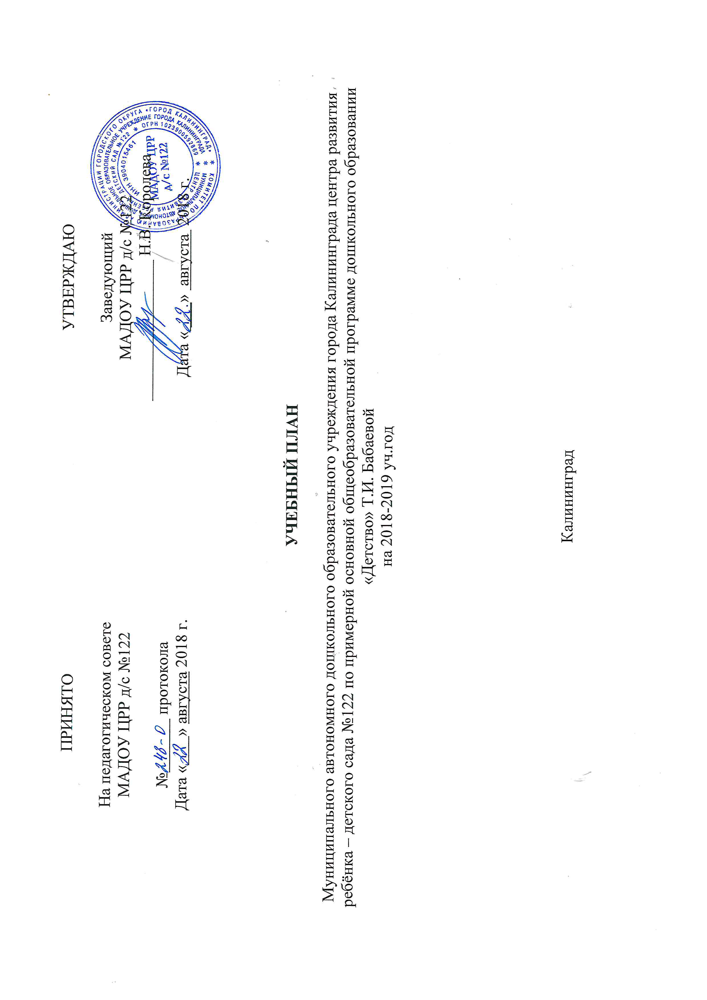 ПРИНЯТО
На педагогическом совете
МАДОУ ЦРР д/с №122
№248-О протокола
Дата «22» августа 2018 г.
УТВЕРЖДАЮ
Заведующий
МАДОУ ЦРР д/с №122
Н.В. Королева
Дата «22.» августа 2018 г.
КОМИТЕТ ПО ОБРАЗОВАНИЮ АДМИНИСТРАЦИИ ГОРОДСКОГО ОКРУГА «ГОРОД КАЛИНИНГРАД» *
МУНИЦИПАЛЬНОЕ АВТОНОМНОЕ ДОШКОЛЬНОЕ ОБРАЗОВАТЕЛЬНОЕ УЧРЕЖДЕНИЕ ГОРОДА КАЛИНИНГРАДА *
ЦЕНТР РАЗВИТИЯ РЕБЕНКА - ДЕТСКИЙ САД №122 * ОГРН 1023900592869 *
ИНН 3904015461
МАДОУ ЦРР
д/с №122
УЧЕБНЫЙ ПЛАН
Муниципального автономного дошкольного образовательного учреждения города Калининграда центра развития
ребёнка – детского сада №122 по примерной основной общеобразовательной программе дошкольного образовании
«Детство» Т.И. Бабаевой
на 2018-2019 уч.год
Калининград